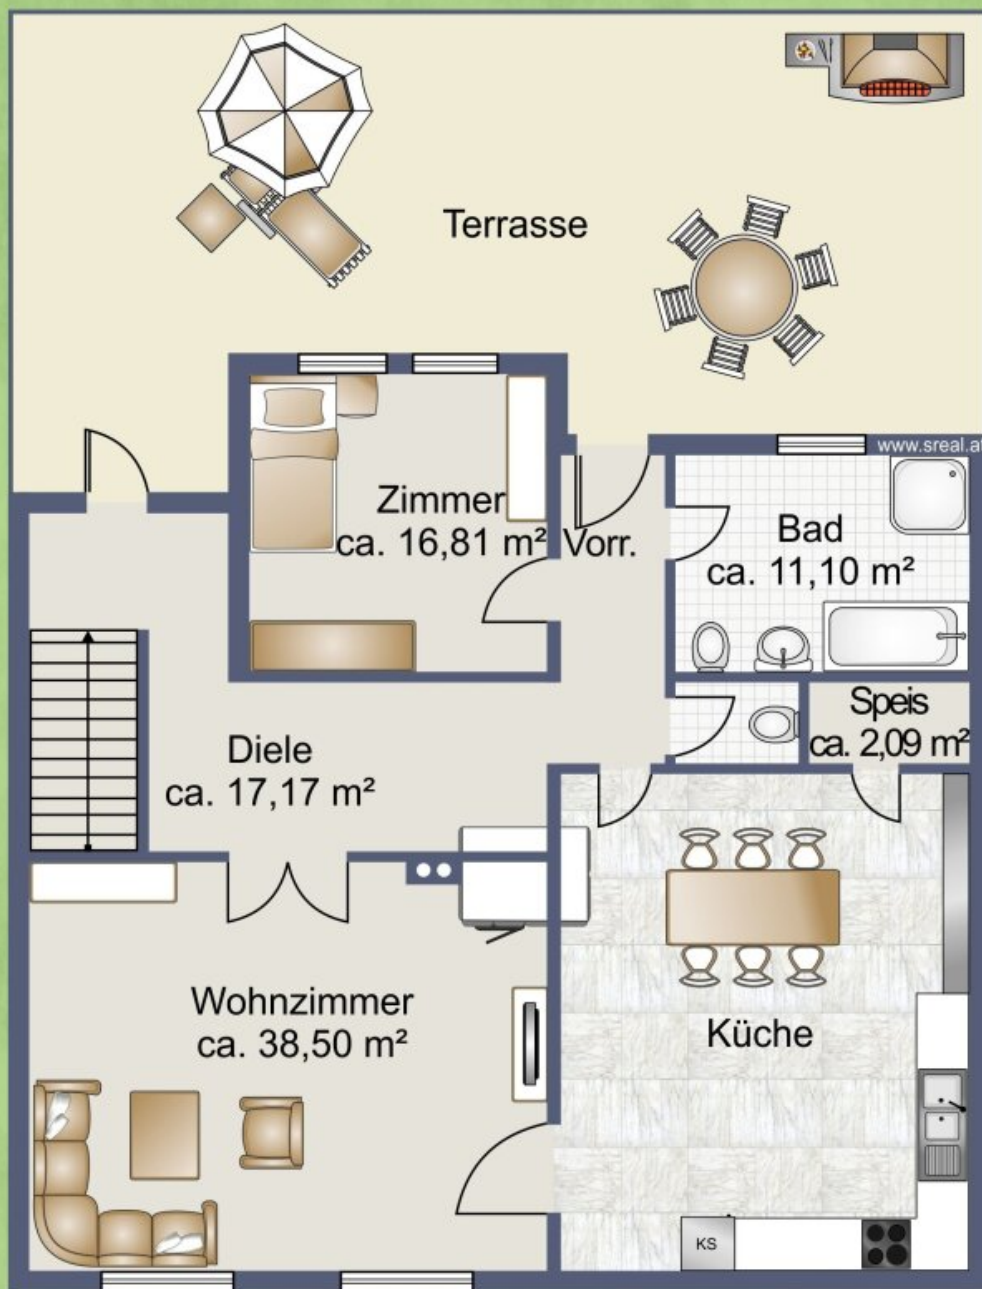 Terrasse
www.sreal.at
Zimmer
ca. 16,81 m²
Vorr.
Bad
ca. 11,10 m²
Speis
ca. 2,09 m²
Diele
ca. 17,17 m²
Wohnzimmer
ca. 38,50 m²
Küche
KS